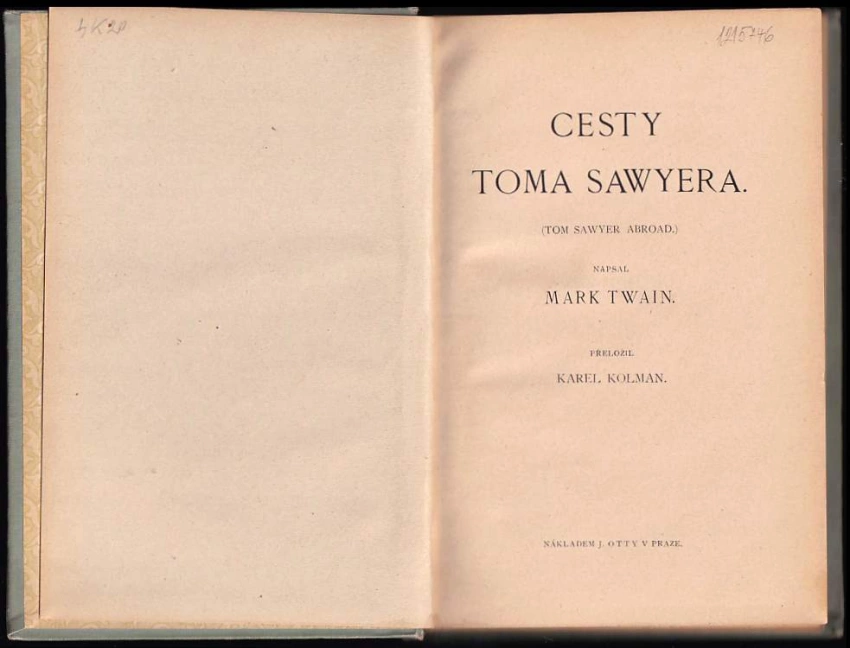 CESTY
TOMA SAWYERA.
(TOM SAWYER ABROAD.)
NAPSAL
MARK TWAIN.
PŘELOŽIL
KAREL KOLMAN.
NÁKLADEM J. OTTY V PRAZE.